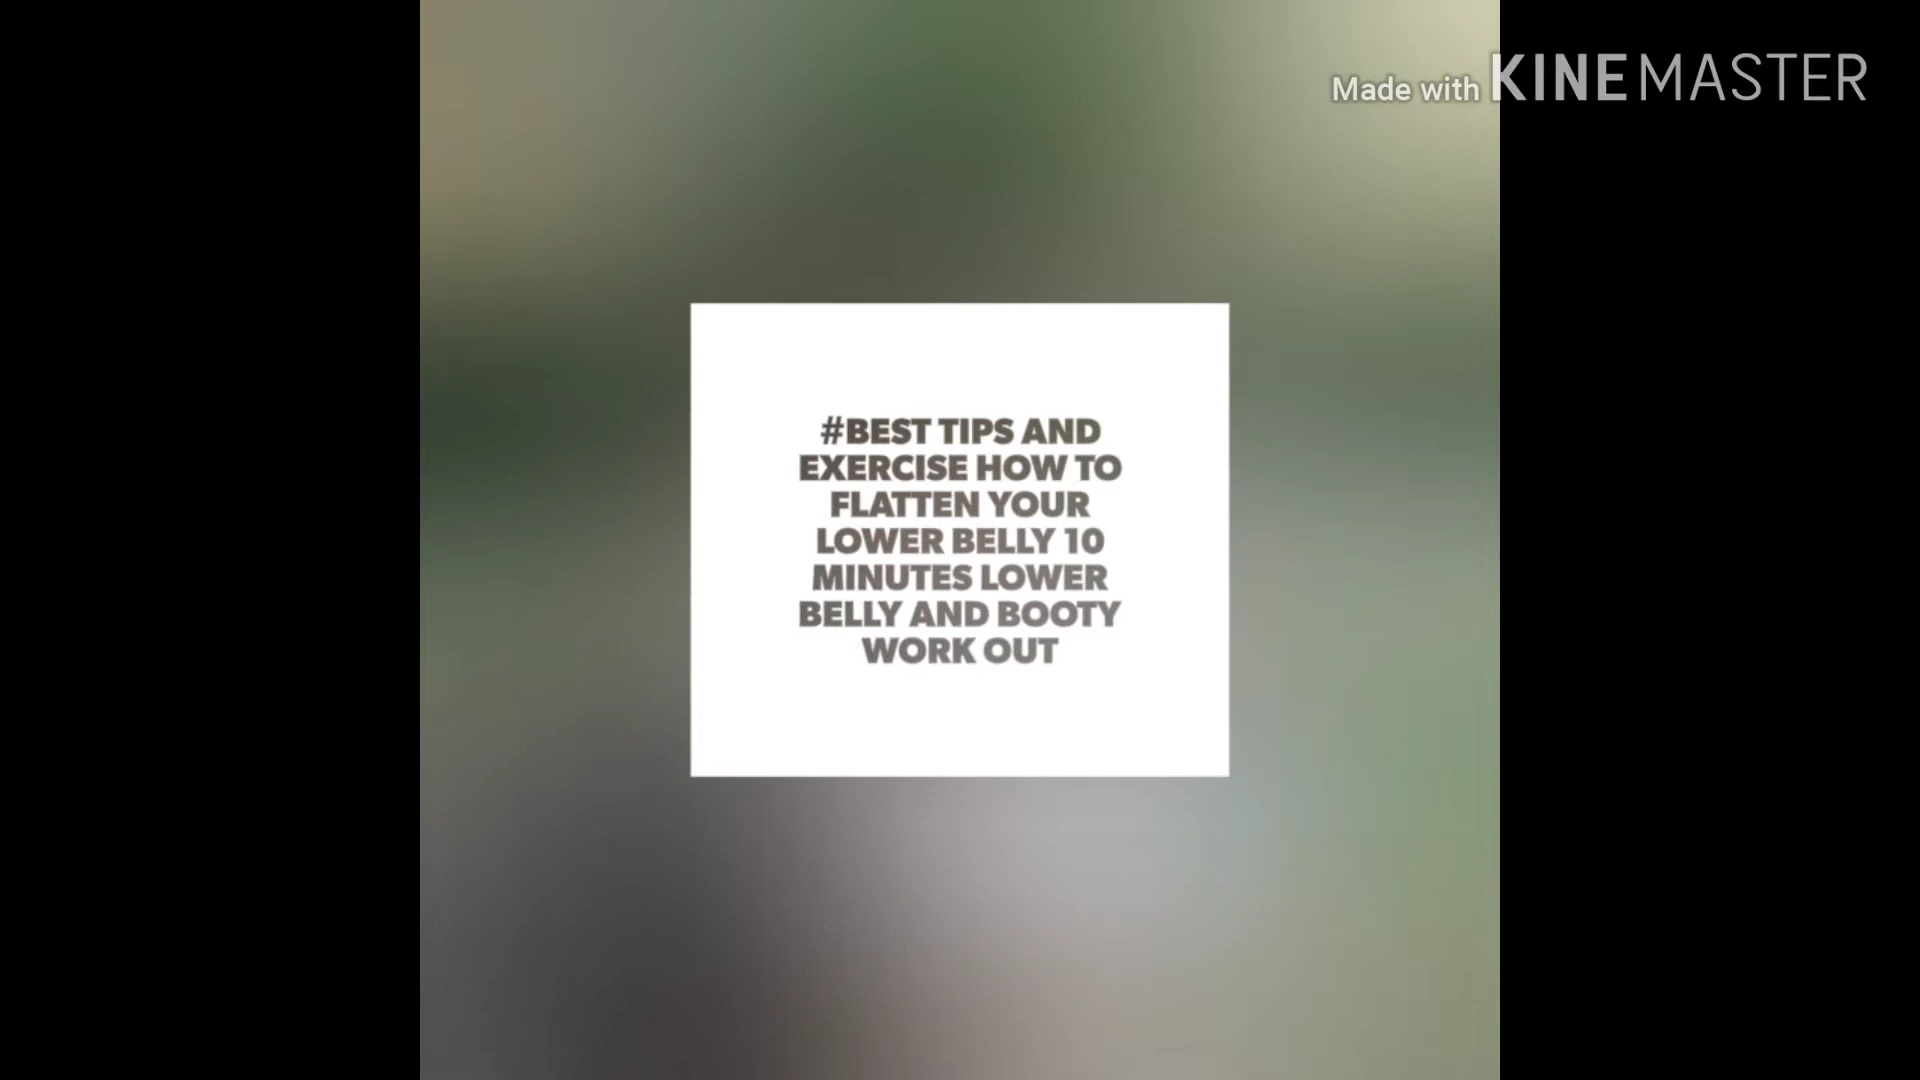 Made with KINEMASTER
#BEST TIPS AND
EXERCISE HOW TO
FLATTEN YOUR
LOWER BELLY 10
MINUTES LOWER
BELLY AND BOOTY
WORK OUT